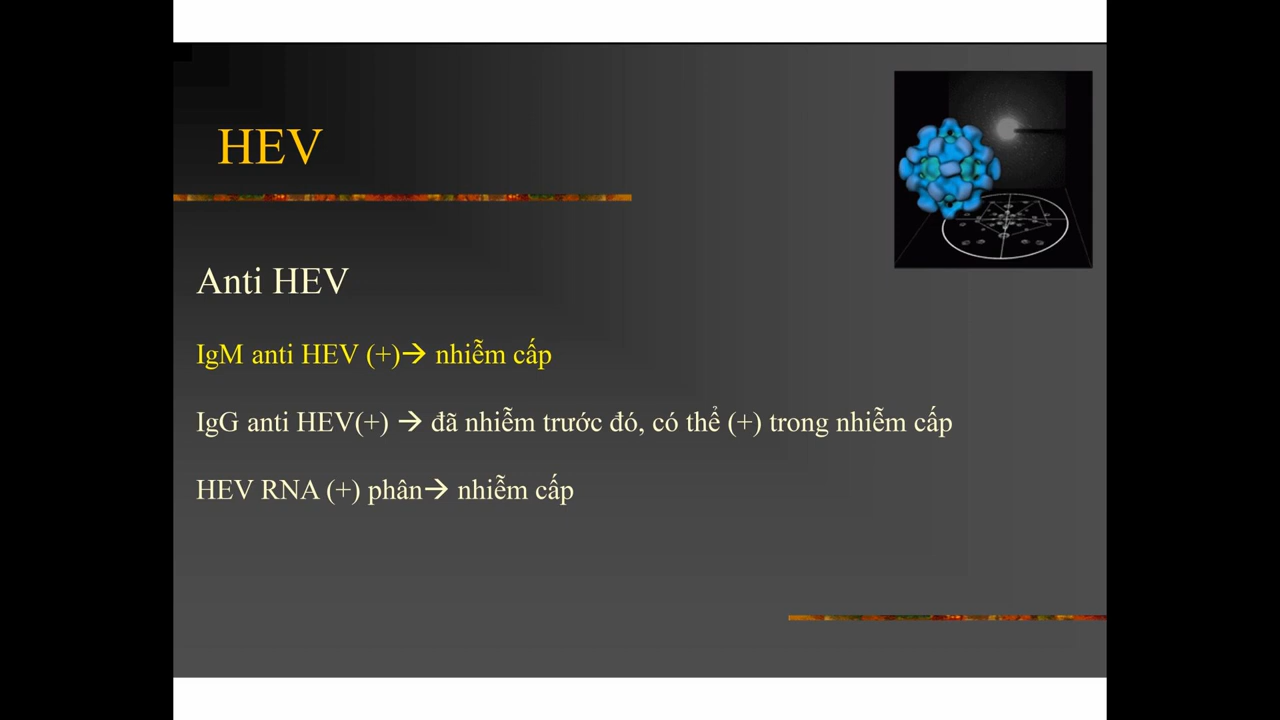 HEV
Anti HEV
IgM anti HEV (+)→ nhiễm cấp
IgG anti HEV(+) → đã nhiễm trước đó, có thể (+) trong nhiễm cấp
HEV RNA (+) phân→ nhiễm cấp